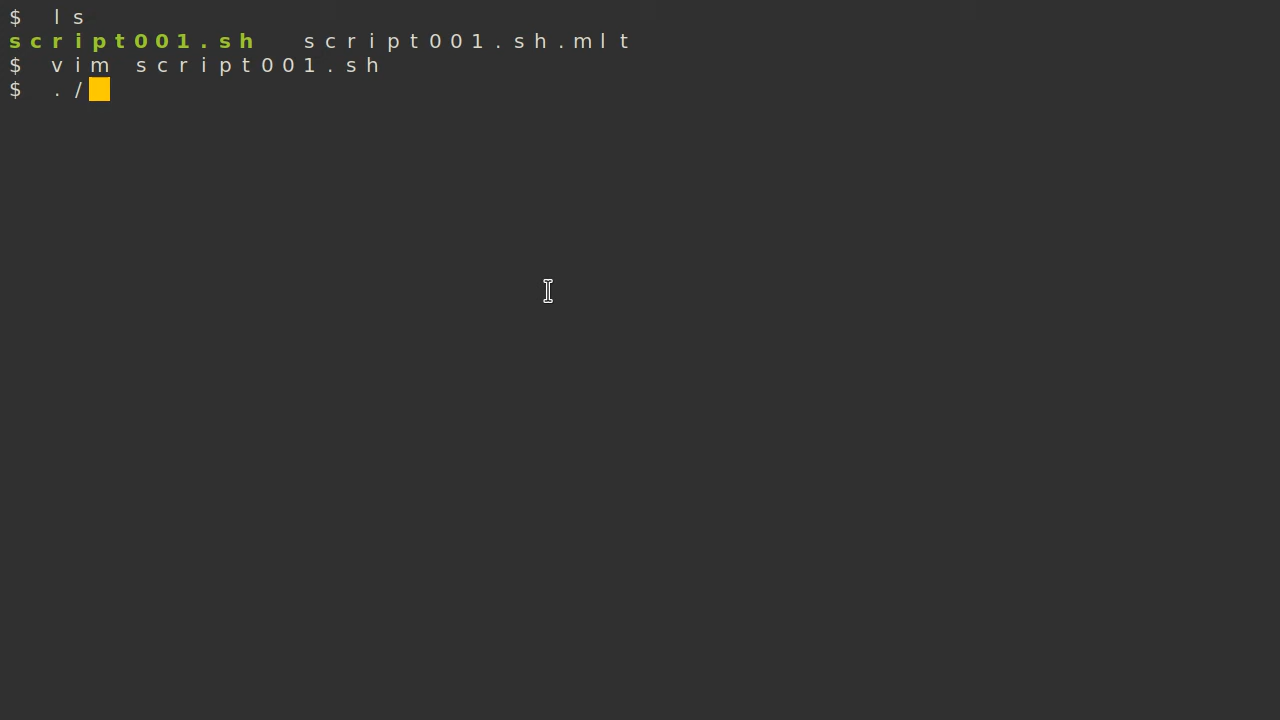 $ ls
script001.sh  script001.sh.mlt
$ vim script001.sh
$ ./